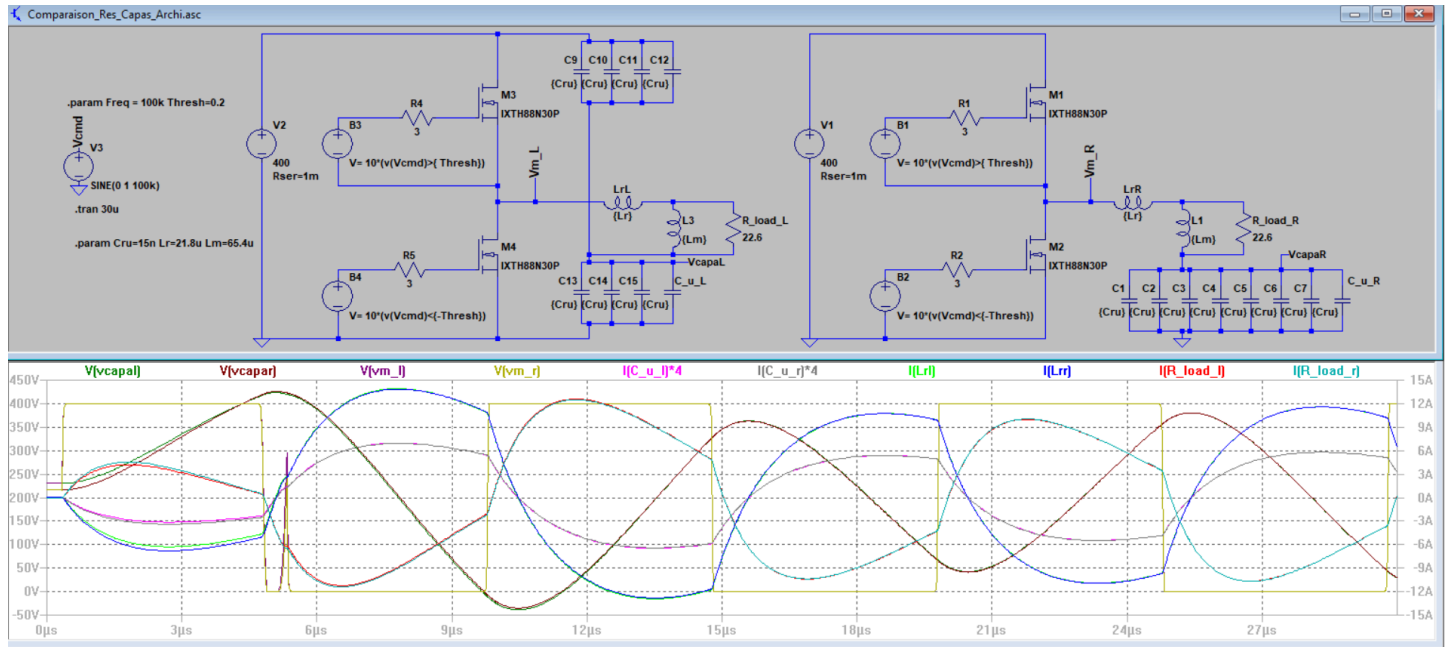 Comparaison_Res_Capas_Archi.asc
.param Freq = 100k Thresh=0.2
Vcmd
V3
SINE(0 1 100k)
.tran 30u
.param Cru=15n Lr=21.8u Lm=65.4u
V2
400
Rser=1m
B3
V= 10*(v(Vcmd)>{ Thresh})
R4
3
M3
IXTH88N30P
C9 C10 C11 C12
{Cru} {Cru} {Cru} {Cru}
Vm_L
LrL
{Lr}
L3
{Lm}
R_load_L
22.6
B4
V= 10*(v(Vcmd)<{-Thresh})
R5
3
M4
IXTH88N30P
VcapaL
C13 C14 C15 C_u_L
{Cru} {Cru} {Cru} {Cru}
V1
400
Rser=1m
B1
V= 10*(v(Vcmd)>{ Thresh})
R1
3
M1
IXTH88N30P
Vm_R
LrR
{Lr}
L1
{Lm}
R_load_R
22.6
B2
V= 10*(v(Vcmd)<{-Thresh})
R2
3
M2
IXTH88N30P
VcapaR
C1 C2 C3 C4 C5 C6 C7 C_u_R
{Cru} {Cru} {Cru} {Cru} {Cru} {Cru} {Cru} {Cru}
V(vcapal) V(vcapar) V(vm_l) V(vm_r) I(C_u_l)*4 I(C_u_r)*4 I(Lrl) I(Lrr) I(R_load_l) I(R_load_r)
450V 15A
400V 12A
350V 9A
300V 6A
250V 3A
200V 0A
150V -3A
100V -6A
50V -9A
0V -12A
-50V -15A
0µs 3µs 6µs 9µs 12µs 15µs 18µs 21µs 24µs 27µs